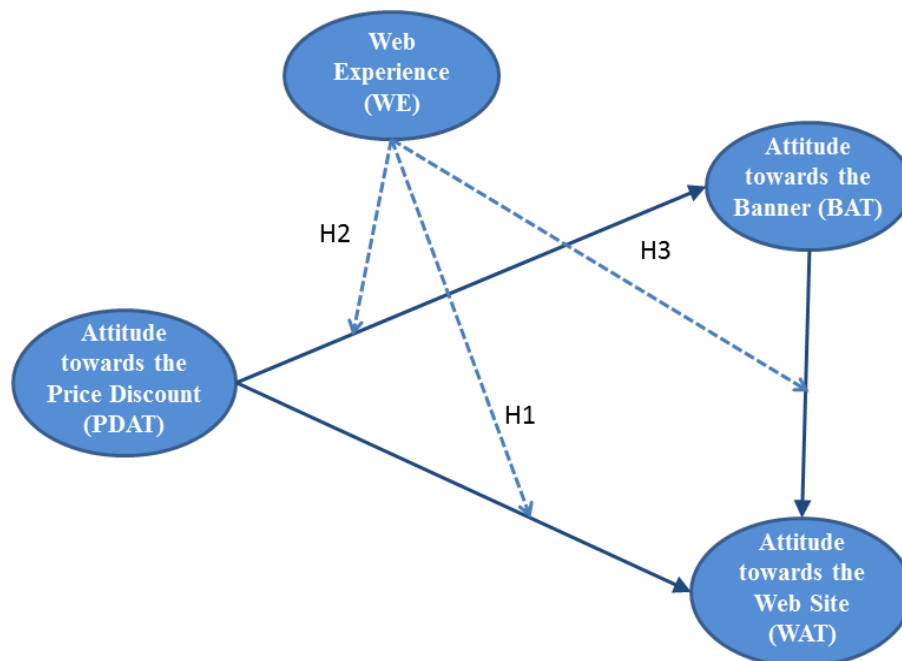 Web
Experience
(WE)
Attitude
towards the
Banner (BAT)
H2
H3
Attitude
towards the
Price Discount
(PDAT)
H1
Attitude
towards the
Web Site
(WAT)